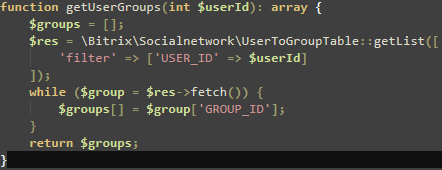 function getUserGroups(int $userId): array {
    $groups = [];
    $res = \Bitrix\Socialnetwork\UserToGroupTable::getList([
        'filter' => ['USER_ID' => $userId]
    ]);
    while ($group = $res->fetch()) {
        $groups[] = $group['GROUP_ID'];
    }
    return $groups;
}